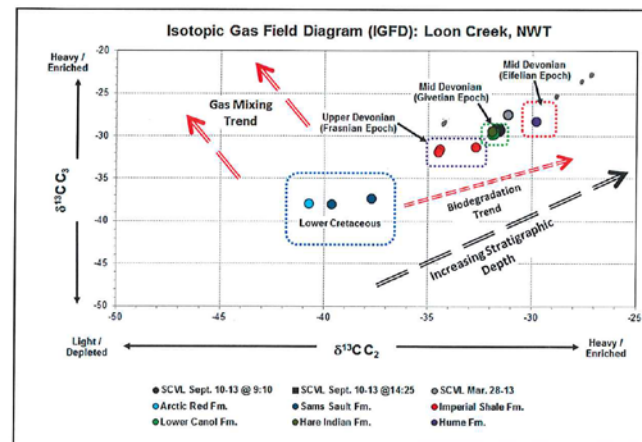 Isotopic Gas Field Diagram (IGFD): Loon Creek, NWT
Heavy /
Enriched
-20
-25
-30
-35
-40
-45
-50
δ¹³C C₃
Light /
Depleted
Gas Mixing
Trend
Upper Devonian
(Frasnian Epoch)
Mid Devonian
(Givetian Epoch)
Mid Devonian
(Eifelian Epoch)
Lower Cretaceous
Biodegradation
Trend
Increasing Stratigraphic
Depth
-50
-45
-40
-35
-30
-25
δ¹³C C₂
Heavy /
Enriched
SCVL Sept. 10-13 @ 9:10
SCVL Sept. 10-13 @14:25
SCVL Mar. 28-13
Arctic Red Fm.
Sans Sault Fm.
Imperial Shale Fm.
Lower Canol Fm.
Hare Indian Fm.
Hume Fm.